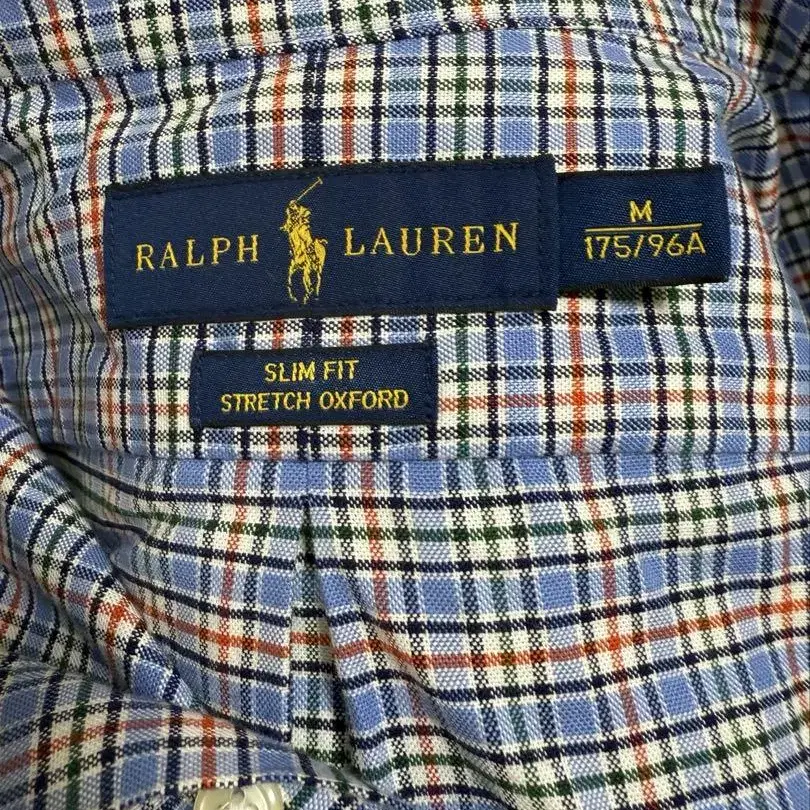 RALPH LAUREN
M
175/96A
SLIM FIT
STRETCH OXFORD